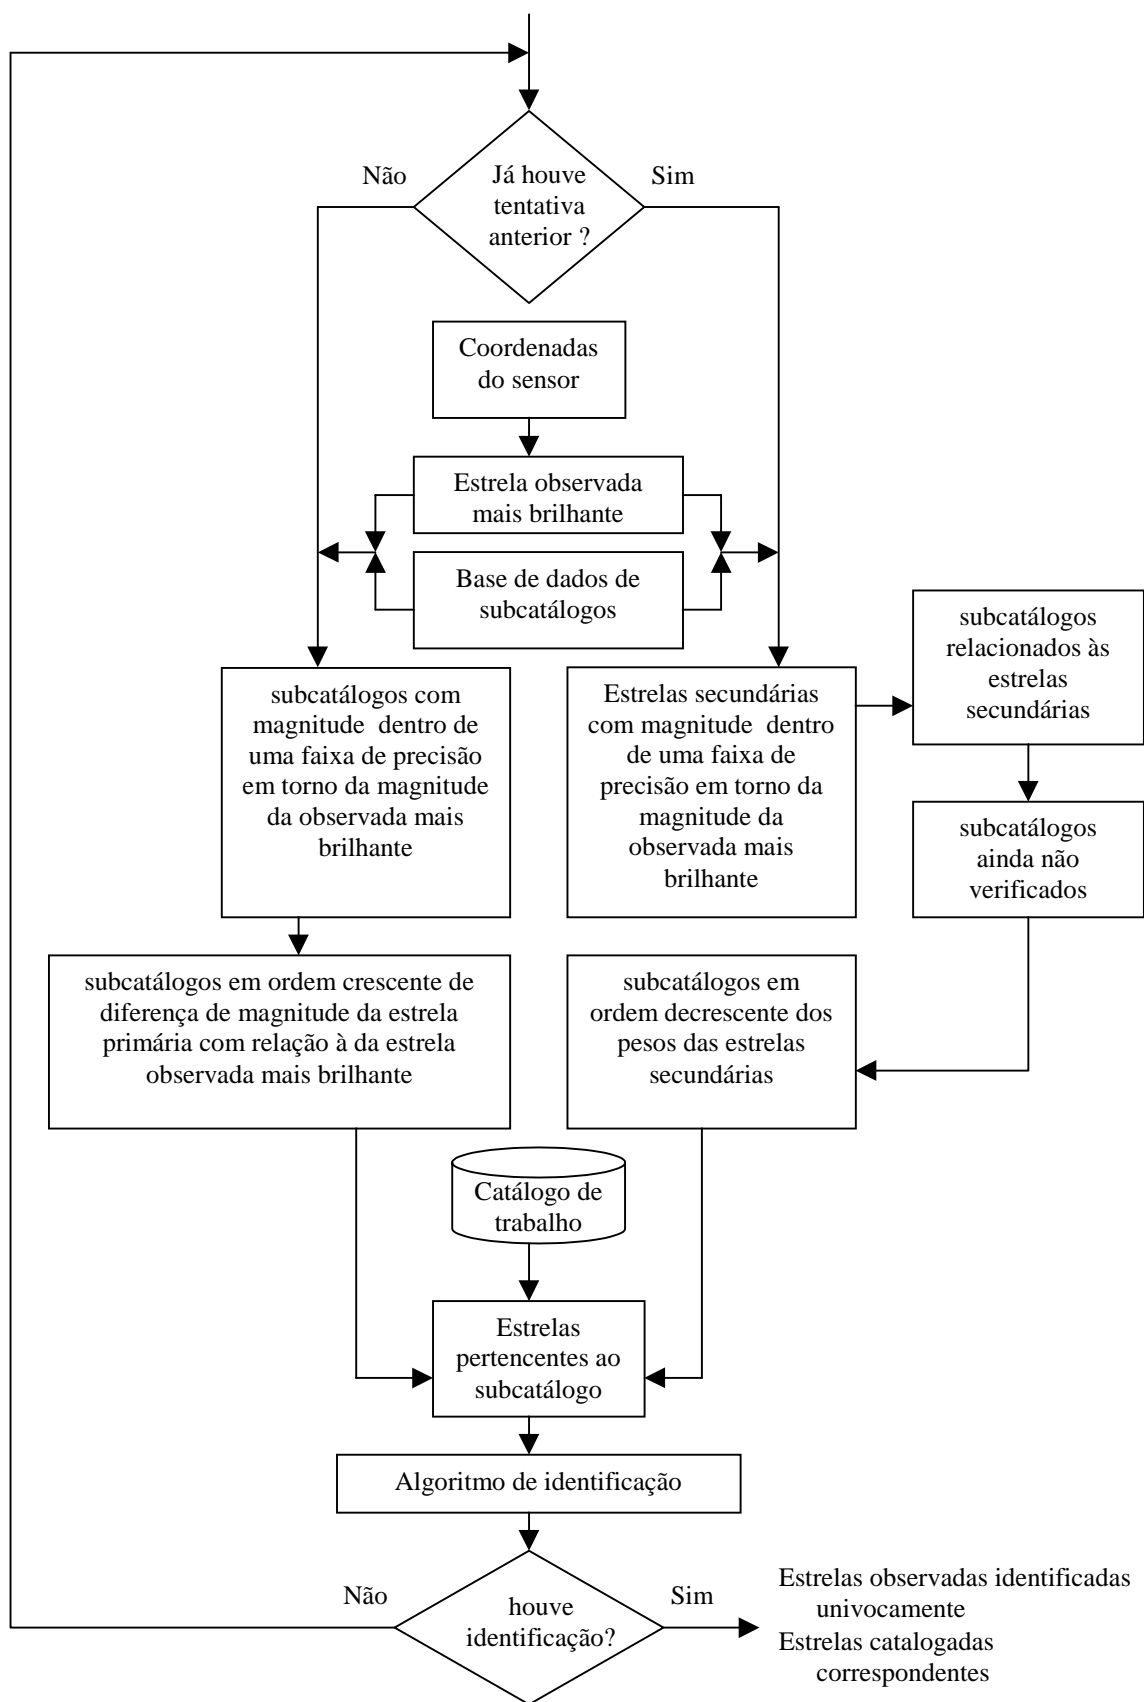 Não
Já houve
tentativa
anterior ?
Sim
Coordenadas
do sensor
Estrela observada
mais brilhante
Base de dados de
subcatálogos
subcatálogos
relacionados às
estrelas
secundárias
subcatálogos com
magnitude dentro de
uma faixa de precisão
em torno da magnitude
da observada mais
brilhante
Estrelas secundárias
com magnitude dentro
de uma faixa de
precisão em torno da
magnitude da
observada mais
brilhante
subcatálogos
ainda não
verificados
subcatálogos em ordem crescente de
diferença de magnitude da estrela
primária com relação à da estrela
observada mais brilhante
subcatálogos em
ordem decrescente dos
pesos das estrelas
secundárias
Catálogo de
trabalho
Estrelas
pertencentes ao
subcatálogo
Algoritmo de identificação
Não
houve
identificação?
Sim
Estrelas observadas identificadas
univocamente
Estrelas catalogadas
correspondentes